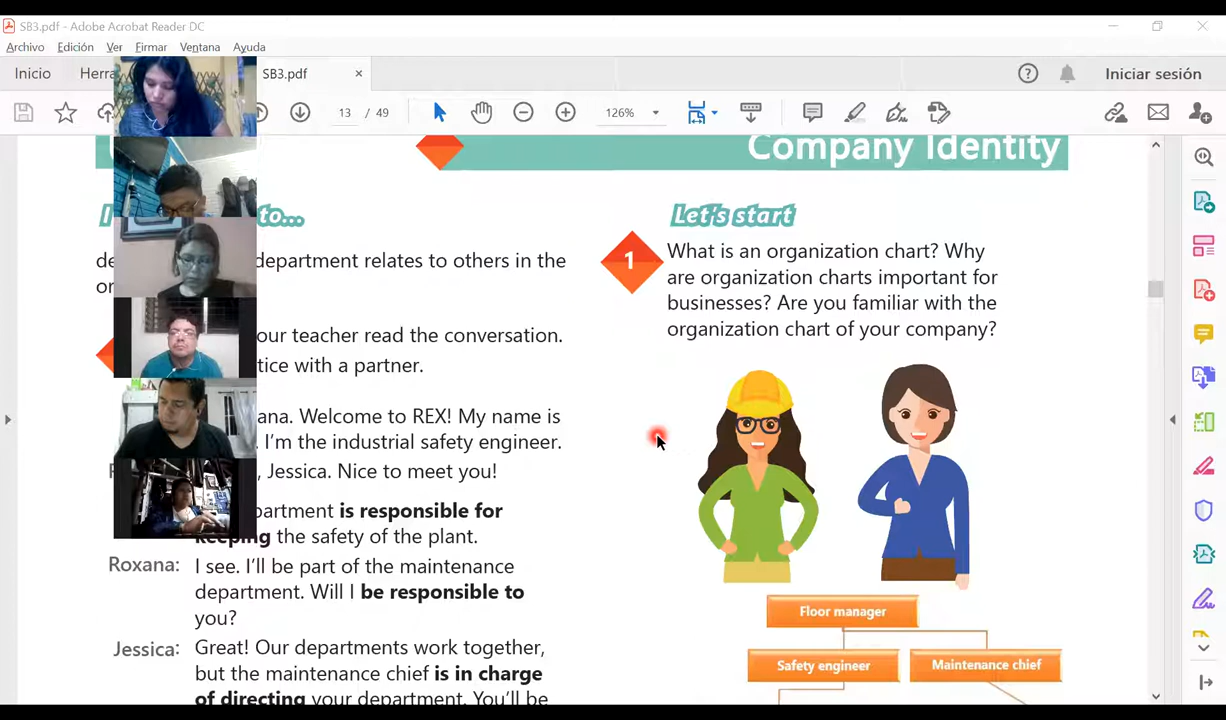 SB3.pdf - Adobe Acrobat Reader DC
Archivo Edición Ver Firmar Ventana Ayuda
Inicio Herra SB3.pdf × Iniciar sesión
13 / 49 126%
Company Identity
I to...
department relates to others in the
our teacher read the conversation.
tice with a partner.
ana. Welcome to REX! My name is
. I'm the industrial safety engineer.
, Jessica. Nice to meet you!
partment is responsible for
keeping the safety of the plant.
Roxana: I see. I'll be part of the maintenance
department. Will I be responsible to
you?
Jessica: Great! Our departments work together,
but the maintenance chief is in charge
of directing your department. You'll be
Let's start
1
What is an organization chart? Why
are organization charts important for
businesses? Are you familiar with the
organization chart of your company?
Floor manager
Safety engineer
Maintenance chief